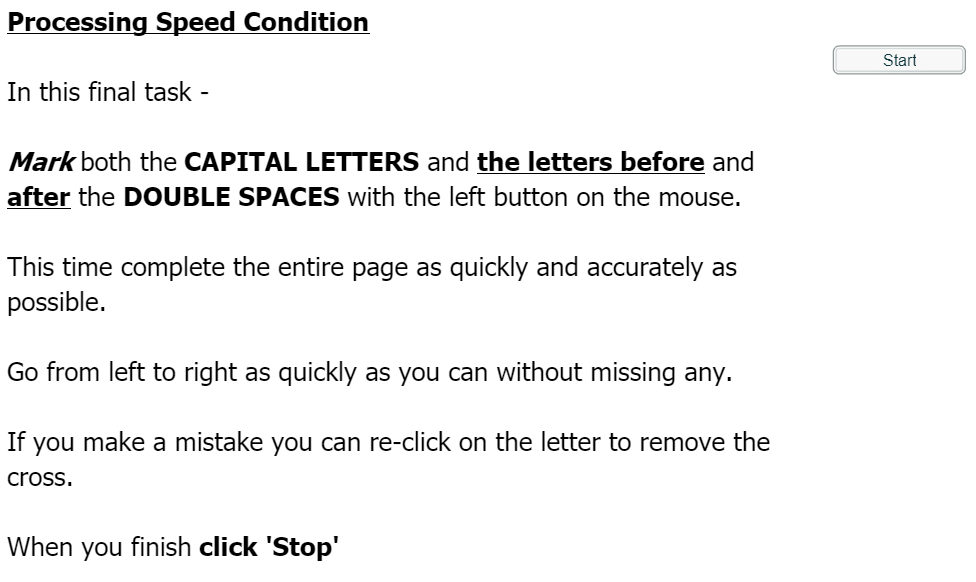 Processing Speed Condition
Start
In this final task -
Mark both the CAPITAL LETTERS and the letters before and
after the DOUBLE SPACES with the left button on the mouse.
This time complete the entire page as quickly and accurately as
possible.
Go from left to right as quickly as you can without missing any.
If you make a mistake you can re-click on the letter to remove the
cross.
When you finish click 'Stop'